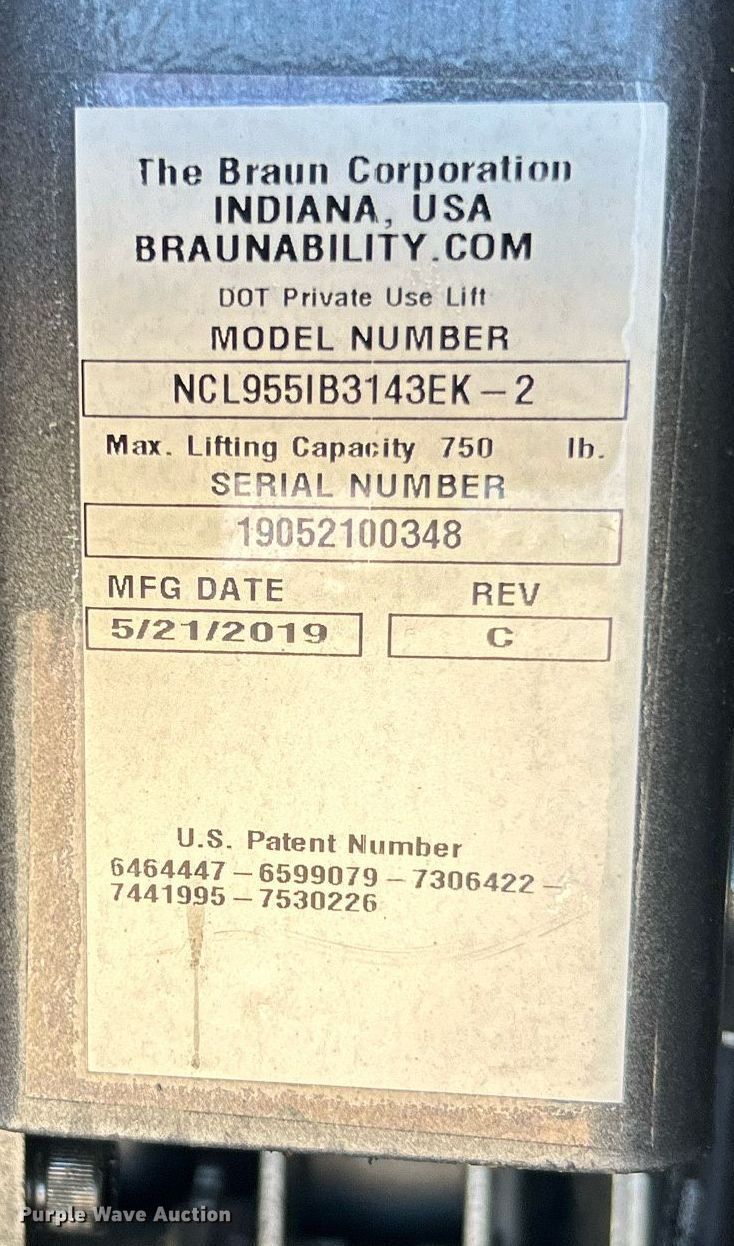 The Braun Corporation
INDIANA, USA
BRAUNABILITY.COM
DOT Private Use Lift
MODEL NUMBER
NCL955IB3143EK-2
Max. Lifting Capacity 750 lb.
SERIAL NUMBER
19052100348
MFG DATE REV
5/21/2019 C
U.S. Patent Number
6464447-6599079-7306422-
7441995-7530226
Purple Wave Auction